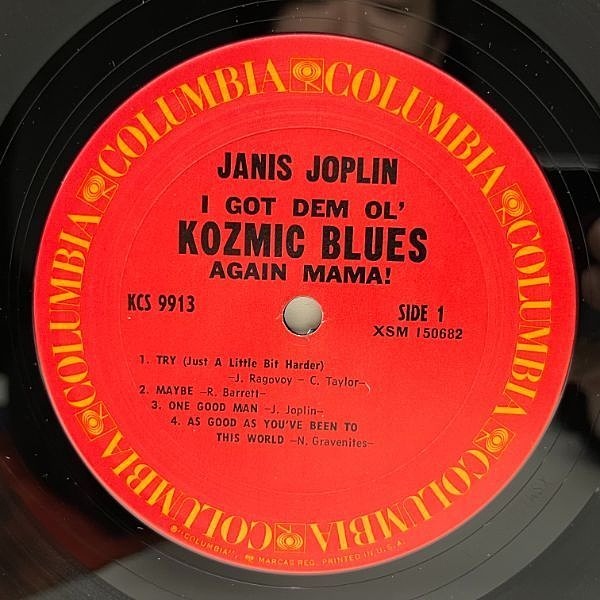 COLUMBIA COLUMBIA COLUMBIA COLUMBIA COLUMBIA COLUMBIA
JANIS JOPLIN
I GOT DEM OL'
KOZMIC BLUES
AGAIN MAMA!
KCS 9913
SIDE 1
XSM 150682
1. TRY (Just A Little Bit Harder)
–J. Ragovoy – C. Taylor–
2. MAYBE –R. Barrett–
3. ONE GOOD MAN –J. Joplin–
4. AS GOOD AS YOU'VE BEEN TO
THIS WORLD –N. Gravenites–
"COLUMBIA", MARCAS REG. PRINTED IN U.S.A.